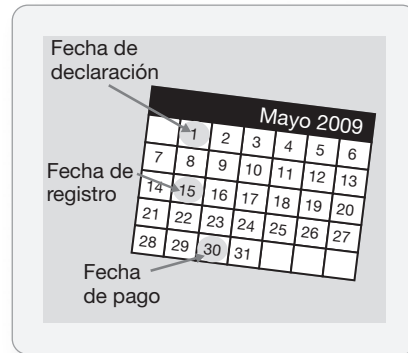 Fecha de
declaración
Mayo 2009
1 2 3 4 5 6
7 8 9 10 11 12 13
Fecha de
registro
14 15 16 17 18 19 20
21 22 23 24 25 26 27
28 29 30 31
Fecha
de pago